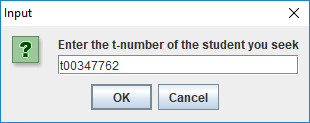 Input
Enter the t-number of the student you seek
t00347762
OK
Cancel